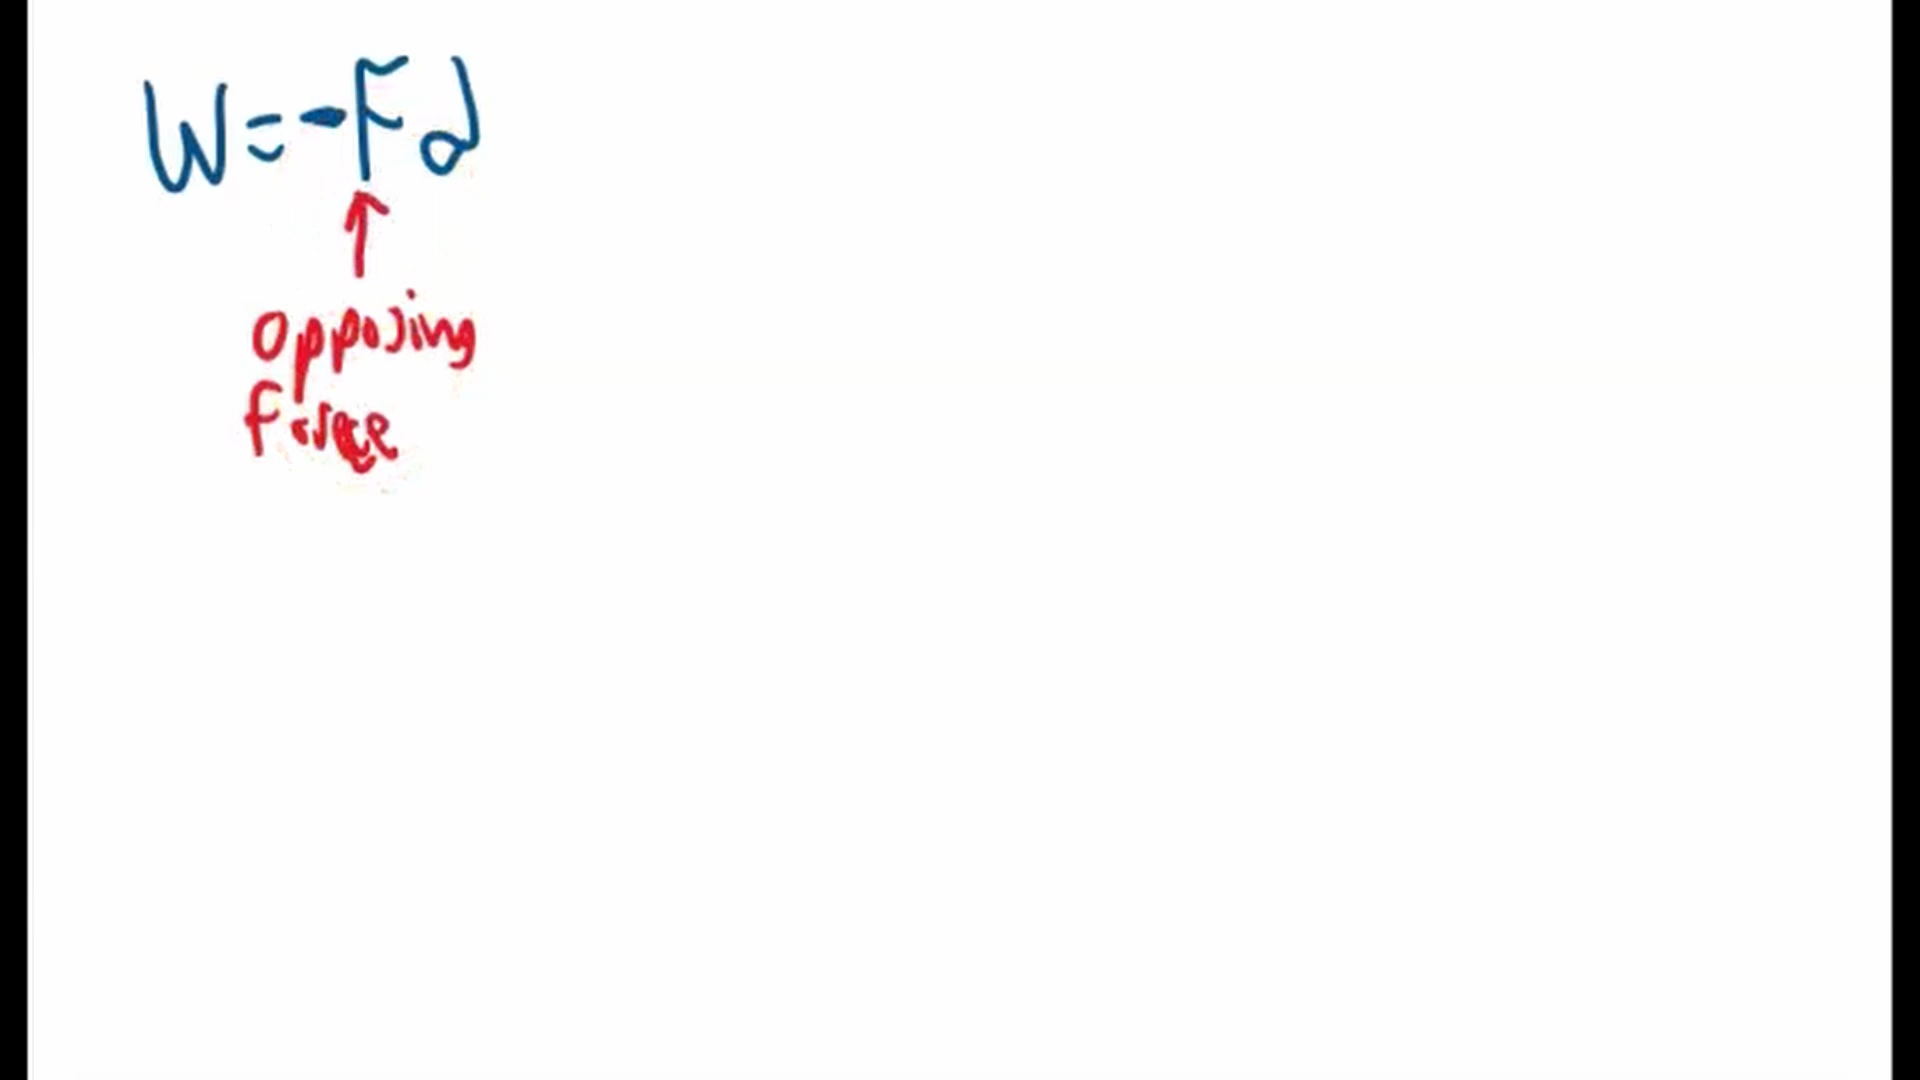 W=-Fd
↑
opposing
force